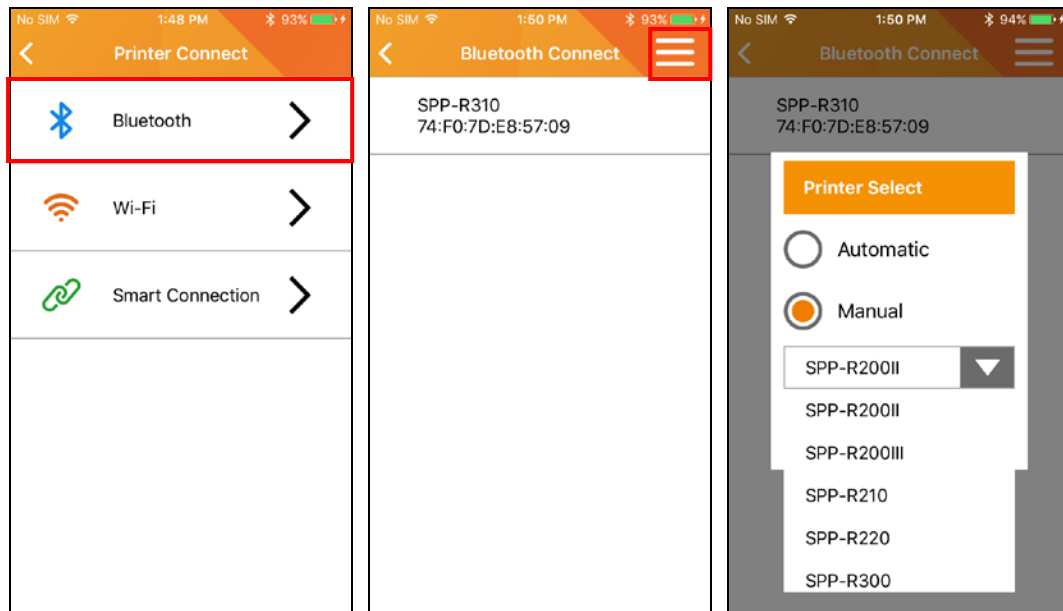 No SIM 1:48 PM 93%
Printer Connect
Bluetooth
Wi-Fi
Smart Connection
No SIM 1:50 PM 93%
Bluetooth Connect
SPP-R310
74:F0:7D:E8:57:09
No SIM 1:50 PM 94%
Bluetooth Connect
SPP-R310
74:F0:7D:E8:57:09
Printer Select
Automatic
Manual
SPP-R200II
SPP-R200II
SPP-R200III
SPP-R210
SPP-R220
SPP-R300